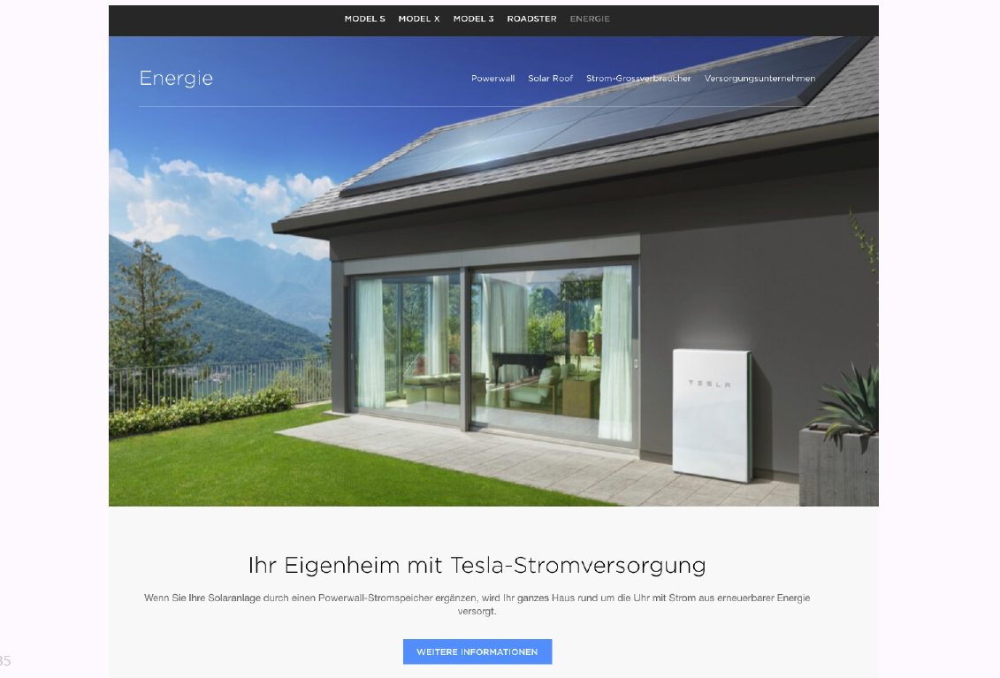 MODEL S MODEL X MODEL 3 ROADSTER ENERGIE
Energie
Powerwall Solar Roof Strom-Grossverbraucher Versorgungsunternehmen
TESLA
Ihr Eigenheim mit Tesla-Stromversorgung
Wenn Sie Ihre Solaranlage durch einen Powerwall-Stromspeicher ergänzen, wird Ihr ganzes Haus rund um die Uhr mit Strom aus erneuerbarer Energie
versorgt.
WEITERE INFORMATIONEN